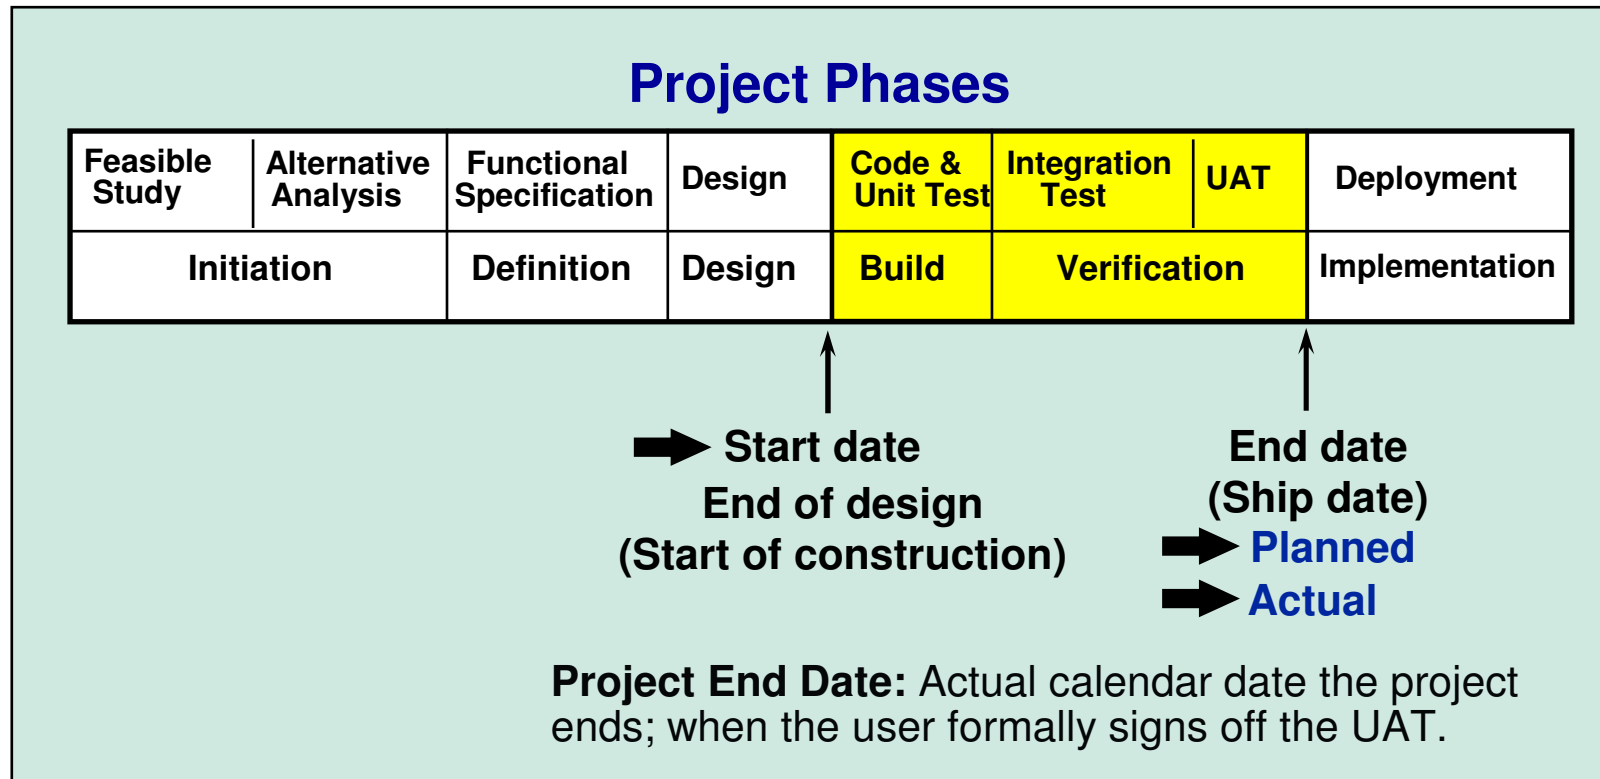 Project Phases
Feasible Study
Alternative Analysis
Functional Specification
Design
Code & Unit Test
Integration Test
UAT
Deployment
Initiation
Definition
Design
Build
Verification
Implementation
Start date
End of design
(Start of construction)
End date
(Ship date)
Planned
Actual
Project End Date: Actual calendar date the project
ends; when the user formally signs off the UAT.